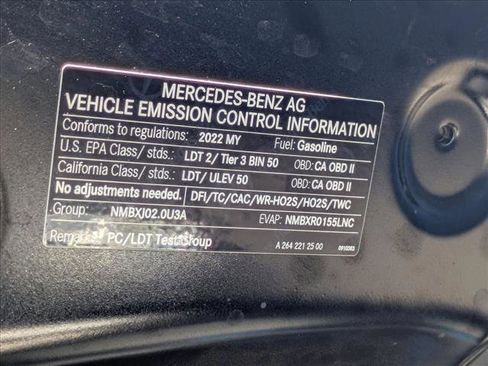 MERCEDES-BENZ AG
VEHICLE EMISSION CONTROL INFORMATION
Conforms to regulations: 2022 MY Fuel: Gasoline
U.S. EPA Class/ stds.: LDT 2/ Tier 3 BIN 50 OBD: CA OBD II
California Class/ stds.: LDT/ ULEV 50 OBD: CA OBD II
No adjustments needed. DFI/TC/CAC/WR-HO2S/HO2S/TWC
Group: NMBXJ02.0U3A EVAP: NMBXR0155LNC
Remarks: PC/LDT Testgroup A 264 221 25 00